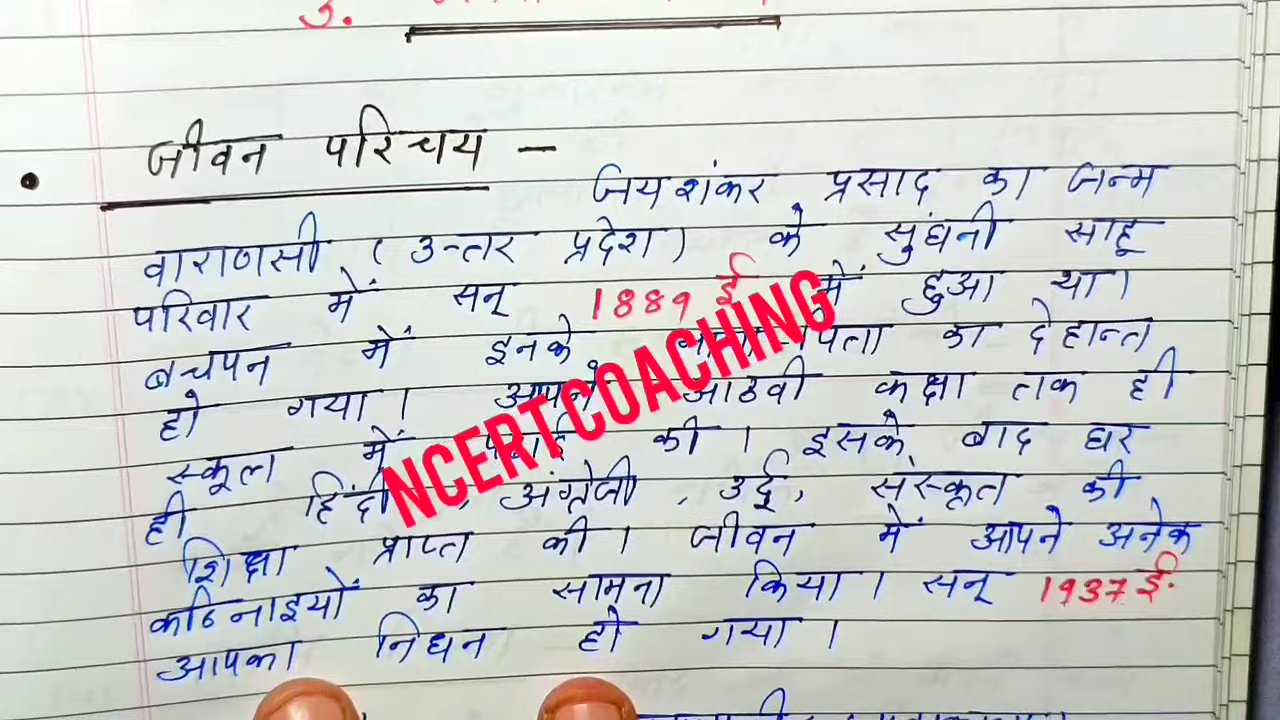 3.
जीवन परिचय –
जयशंकर प्रसाद का जन्म
वाराणसी (उत्तर प्रदेश) के सुंघनी साहू
परिवार में सन् 1889 ई में हुआ था।
बचपन में इनके पिता का देहान्त
हो गया। आपने आठवी कक्षा तक ही
स्कूल में पढाई की। इसके बाद घर
ही हिंदी, अंग्रेजी, उर्दू, संस्कृत की
शिक्षा प्राप्त की। जीवन में आपने अनेक
कठिनाइयों का सामना किया। सन् 1937 ई.
आपका निधन हो गया।
NCERT COACHING